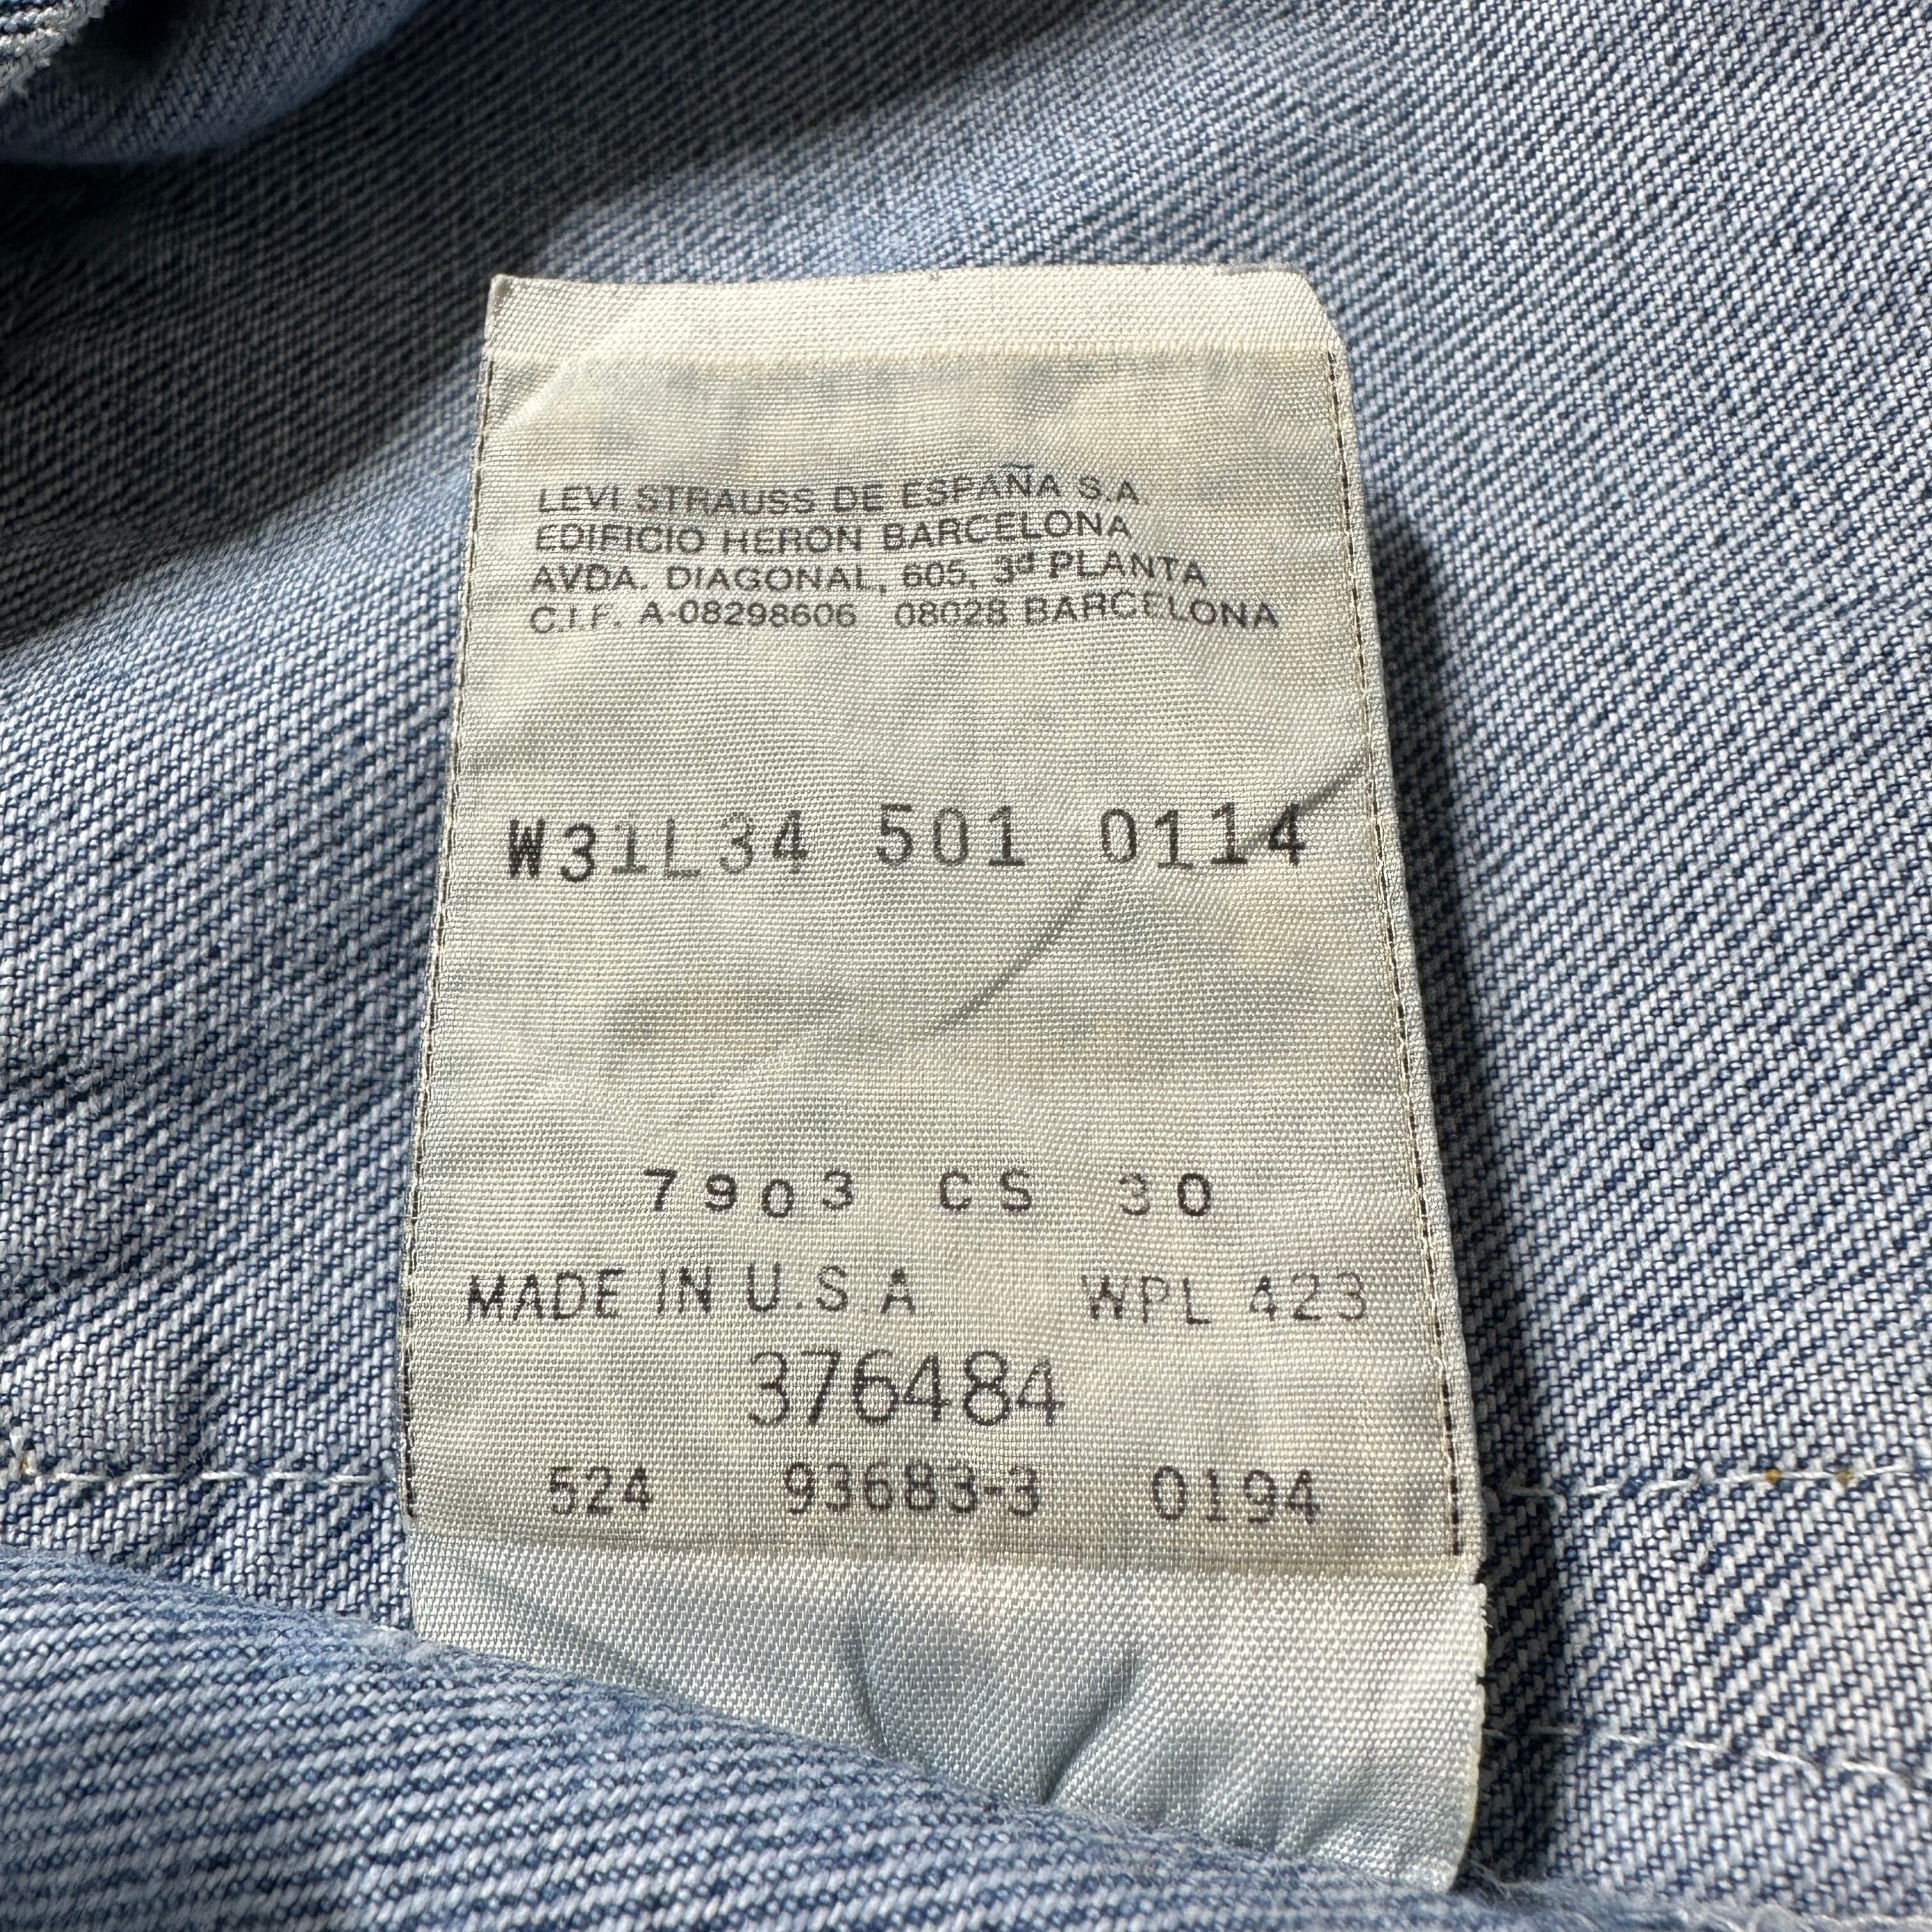 LEVI STRAUSS DE ESPAÑA S.A.
EDIFICIO HERON BARCELONA
AVDA. DIAGONAL, 605, 3d PLANTA
C.I.F. A-08298606 08028 BARCELONA
W31L34 501 0114
7903 CS 30
MADE IN U.S A WPL 423
376484
524 93683-3 0194